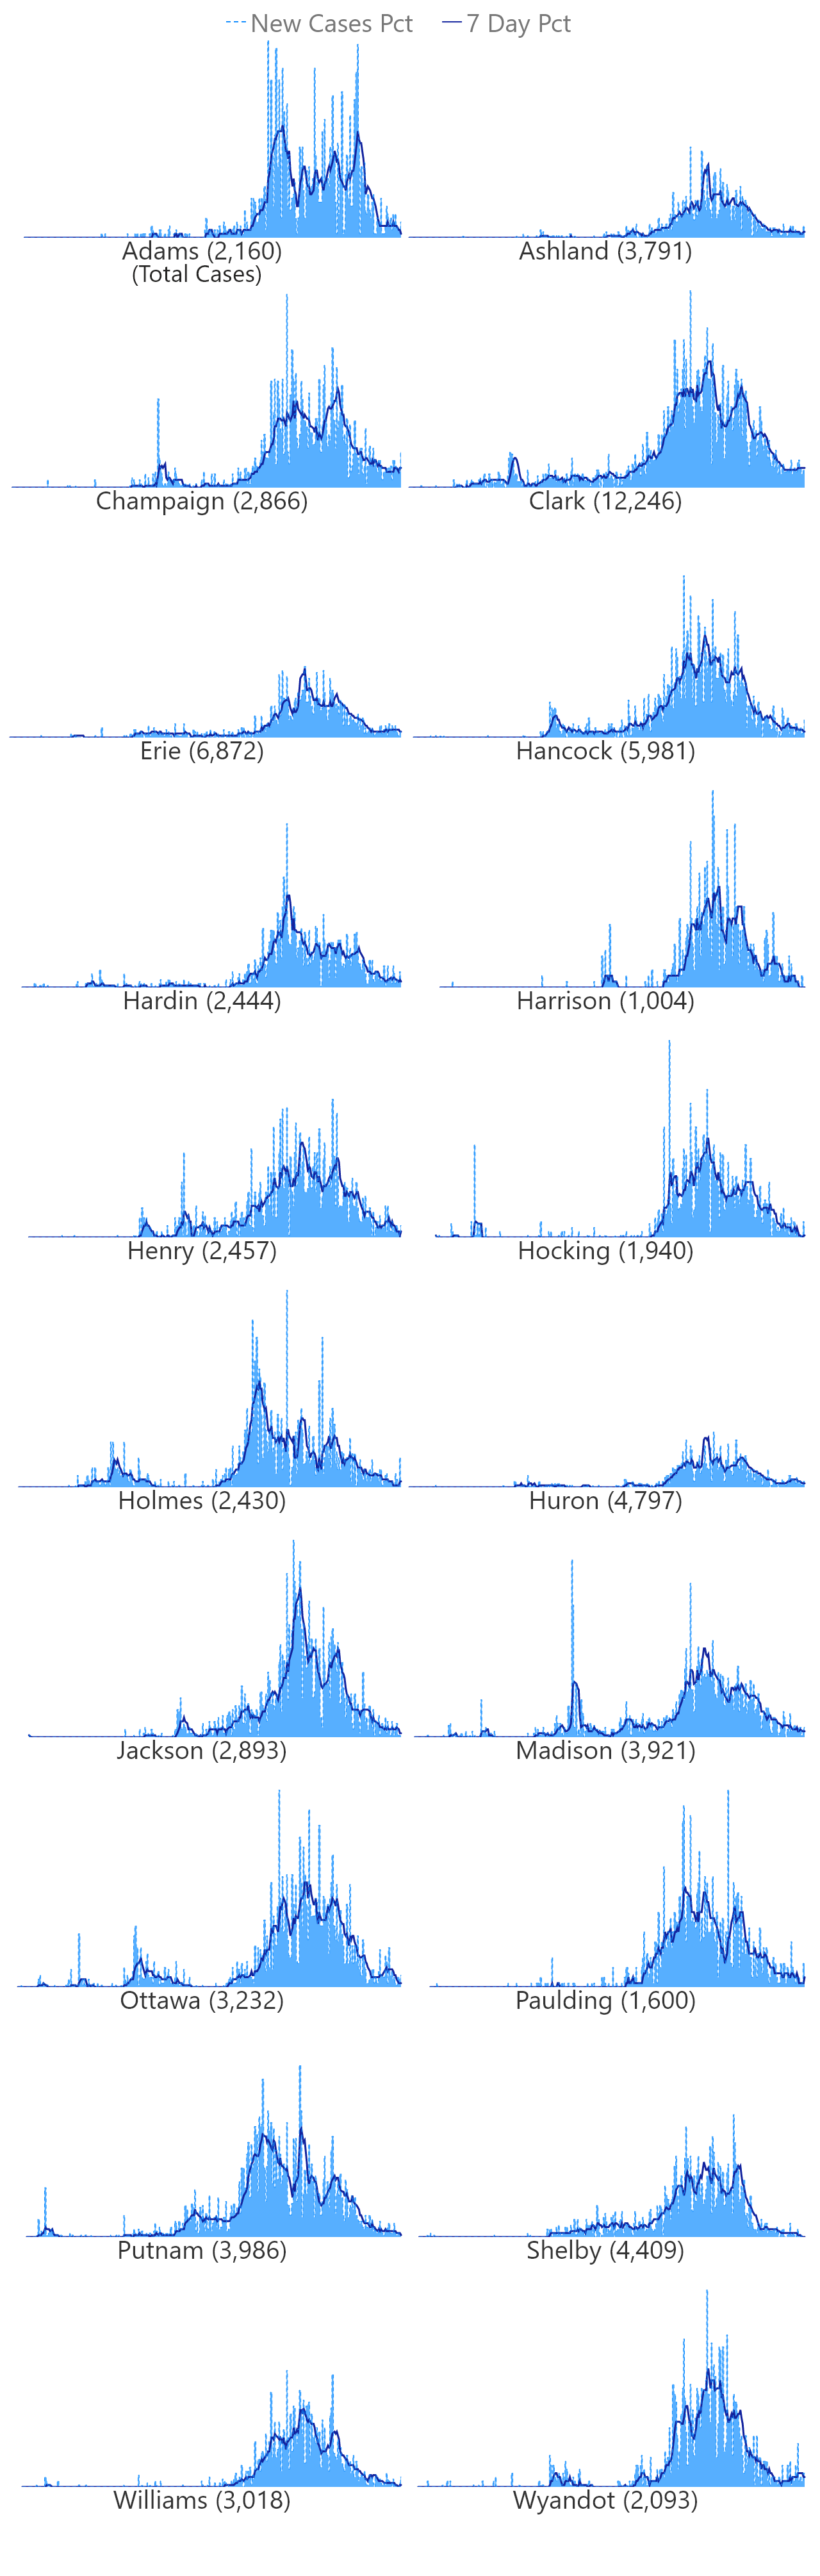 New Cases Pct 7 Day Pct
Adams (2,160) Ashland (3,791)
(Total Cases)
Champaign (2,866) Clark (12,246)
Erie (6,872) Hancock (5,981)
Hardin (2,444) Harrison (1,004)
Henry (2,457) Hocking (1,940)
Holmes (2,430) Huron (4,797)
Jackson (2,893) Madison (3,921)
Ottawa (3,232) Paulding (1,600)
Putnam (3,986) Shelby (4,409)
Williams (3,018) Wyandot (2,093)